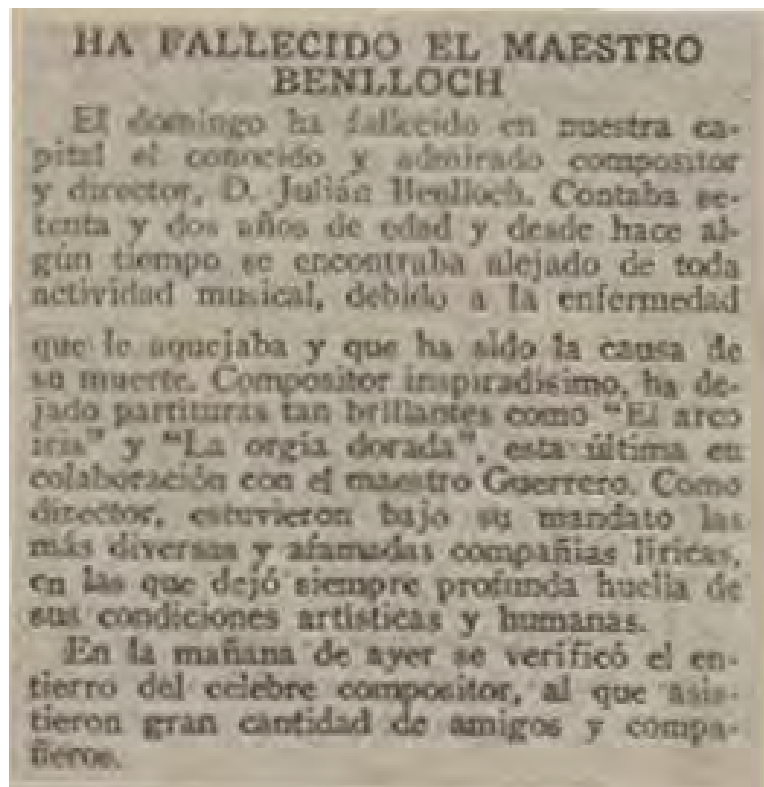 HA FALLECIDO EL MAESTRO
BENLLOCH
El domingo ha fallecido en nuestra ca-
pital el conocido y admirado compositor
y director, D. Julián Benlloch. Contaba se-
tenta y dos años de edad y desde hace al-
gún tiempo se encontraba alejado de toda
actividad musical, debido a la enfermedad
que le aquejaba y que ha sido la causa de
su muerte. Compositor inspiradísimo, ha de-
jado partituras tan brillantes como "El arco
iris" y "La orgía dorada", esta última en
colaboración con el maestro Guerrero. Como
director, estuvieron bajo su mandato las
más diversas y afamadas compañías líricas,
en las que dejó siempre profunda huella de
sus condiciones artísticas y humanas.
En la mañana de ayer se verificó el en-
tierro del célebre compositor, al que asis-
tieron gran cantidad de amigos y compa-
ñeros.